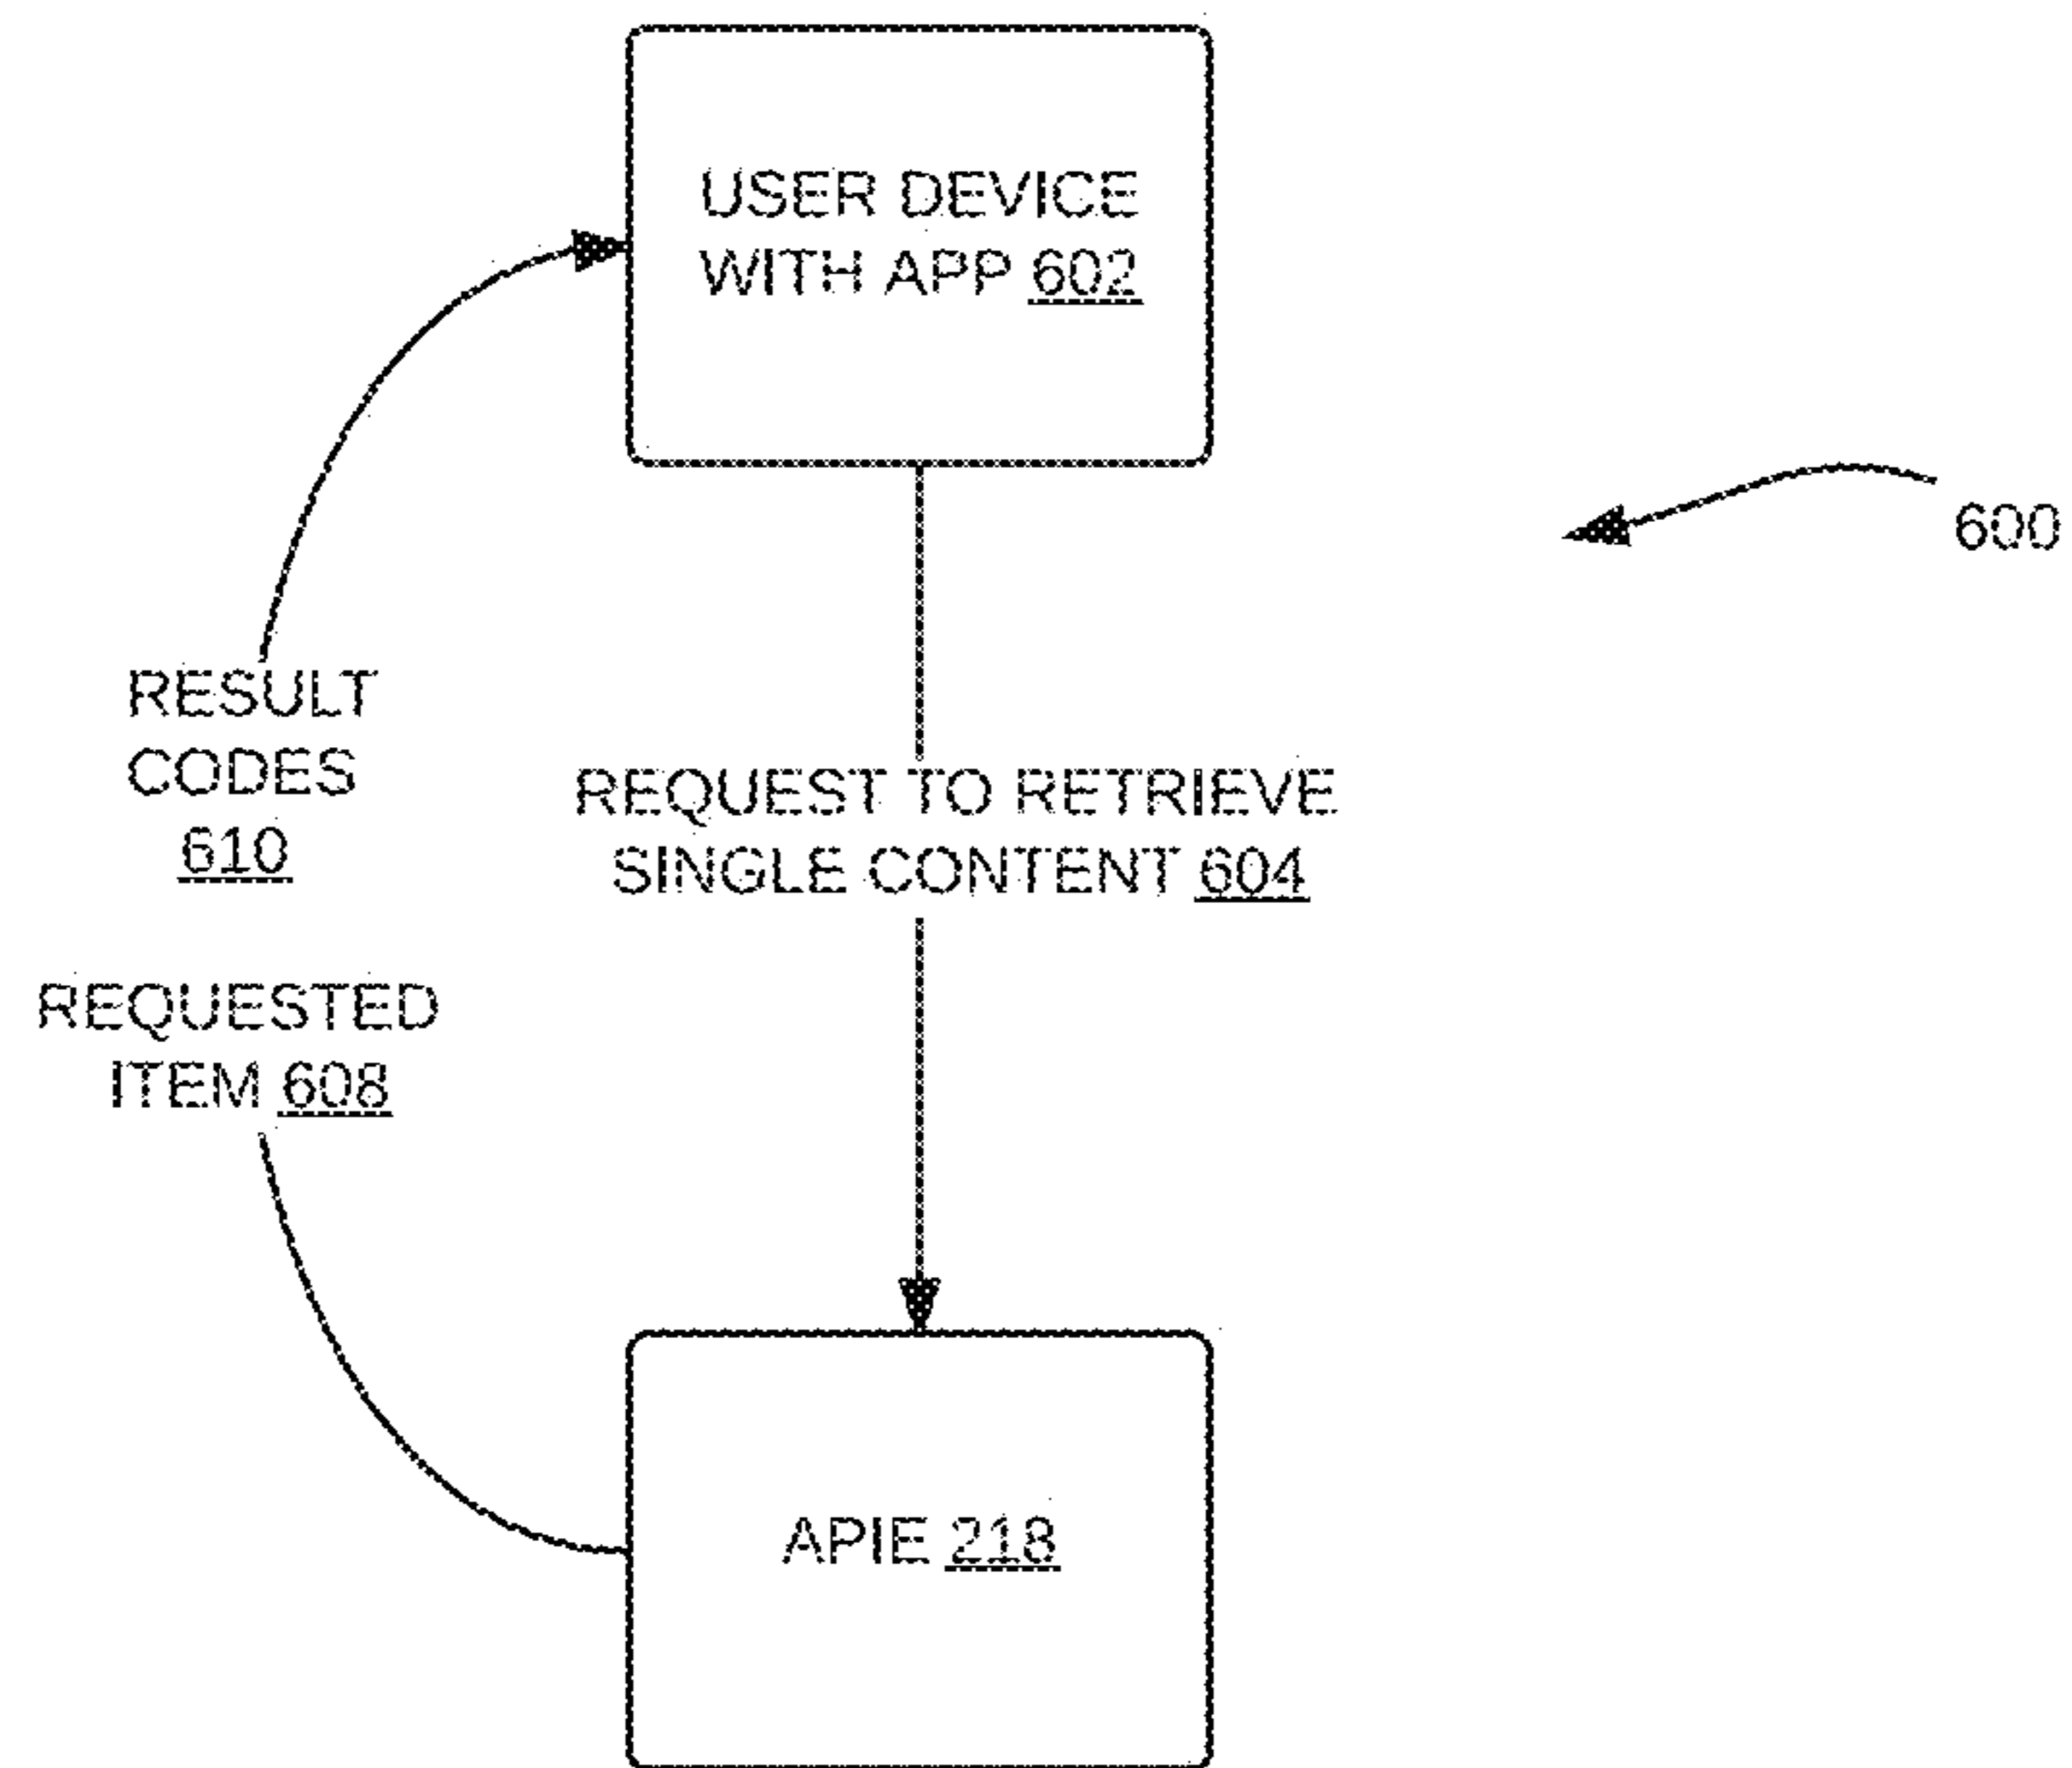 USER DEVICE
WITH APP 602
600
RESULT
CODES
610
REQUEST TO RETRIEVE
SINGLE CONTENT 604
REQUESTED
ITEM 608
APIE 218